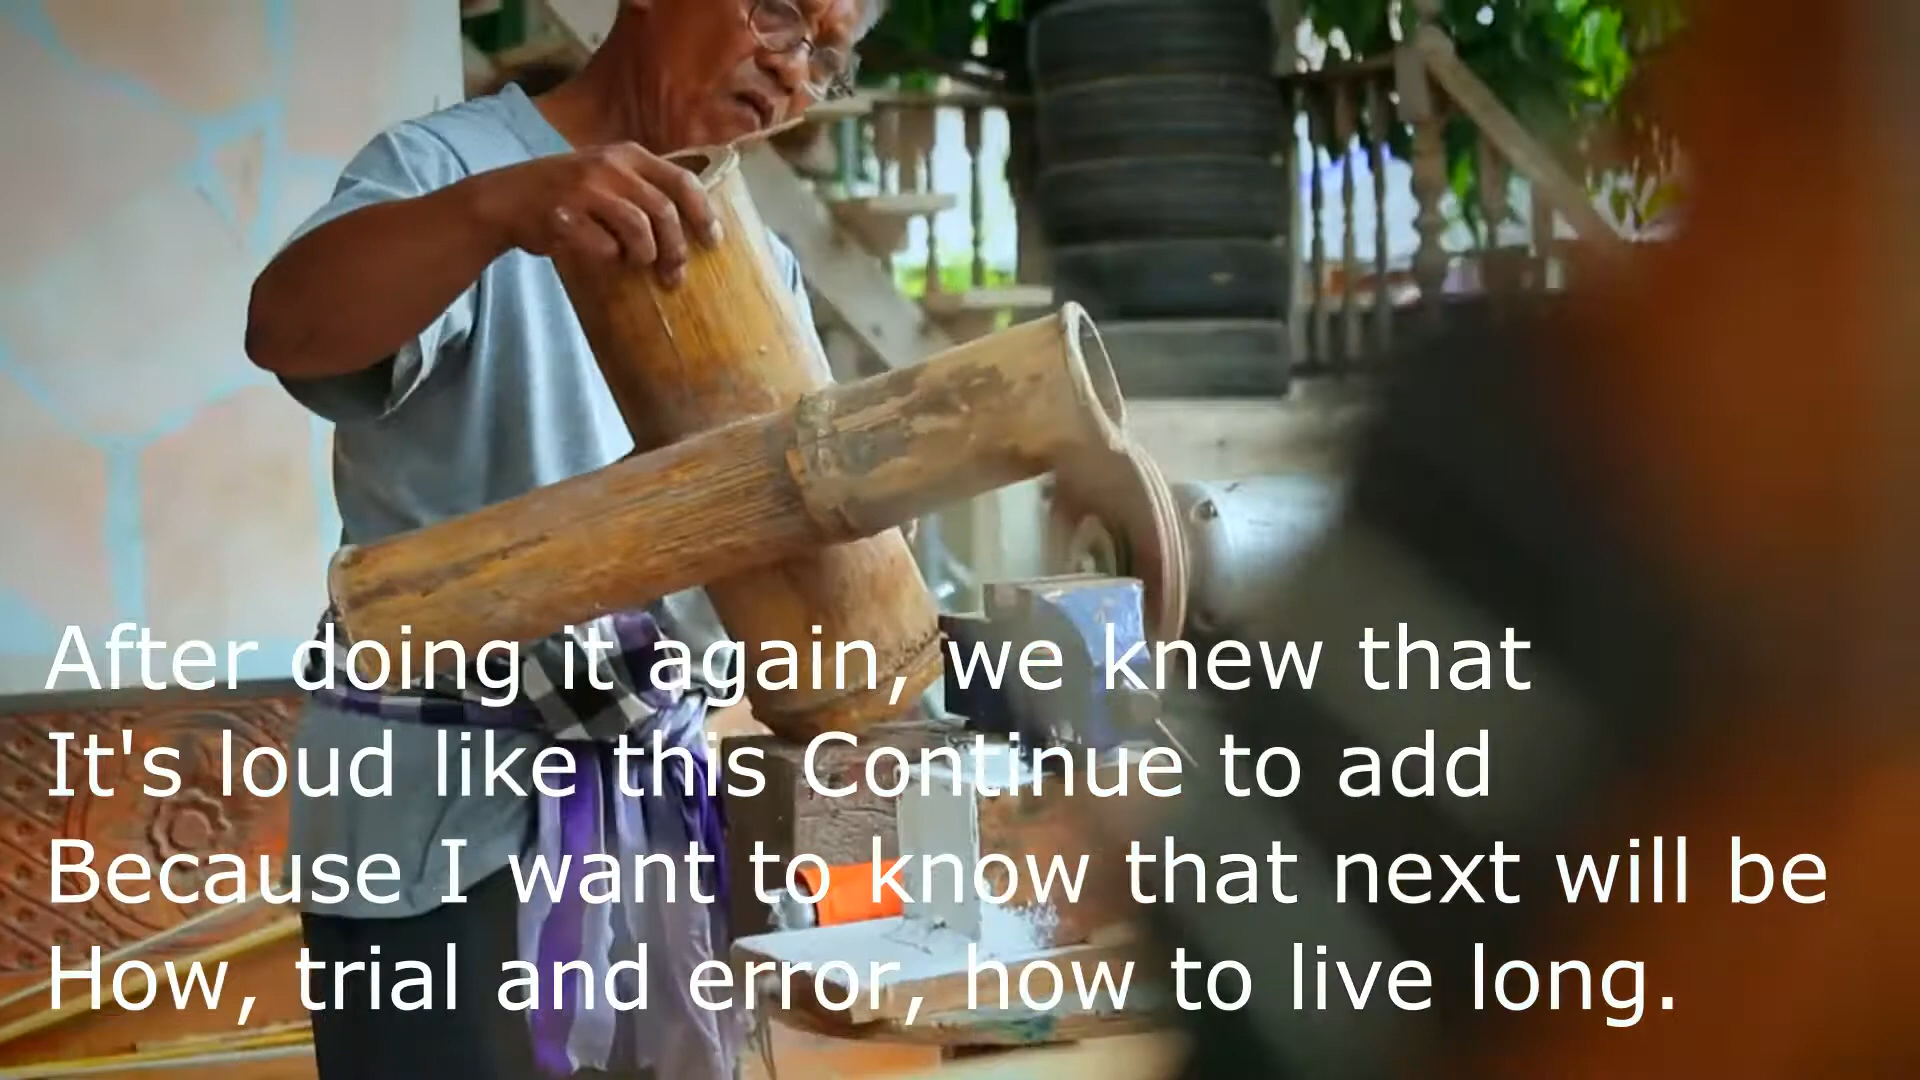 After doing it again, we knew that
It's loud like this Continue to add
Because I want to know that next will be
How, trial and error, how to live long.